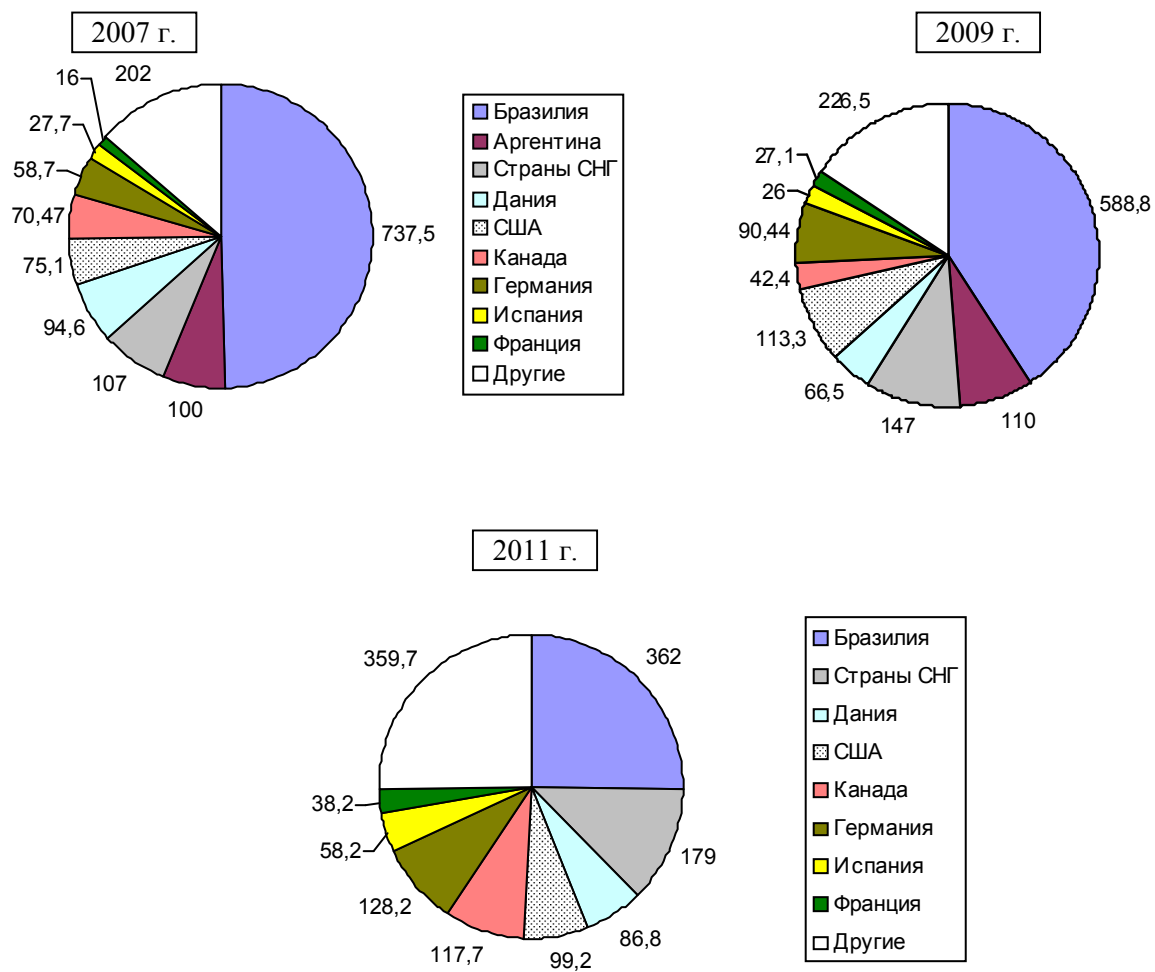 2007 г.
202
16
27,7
58,7
70,47
75,1
94,6
107
100
737,5
Бразилия
Аргентина
Страны СНГ
Дания
США
Канада
Германия
Испания
Франция
Другие
2009 г.
226,5
27,1
26
90,44
42,4
113,3
66,5
147
110
588,8
2011 г.
359,7
362
38,2
58,2
128,2
117,7
99,2
86,8
179
Бразилия
Страны СНГ
Дания
США
Канада
Германия
Испания
Франция
Другие